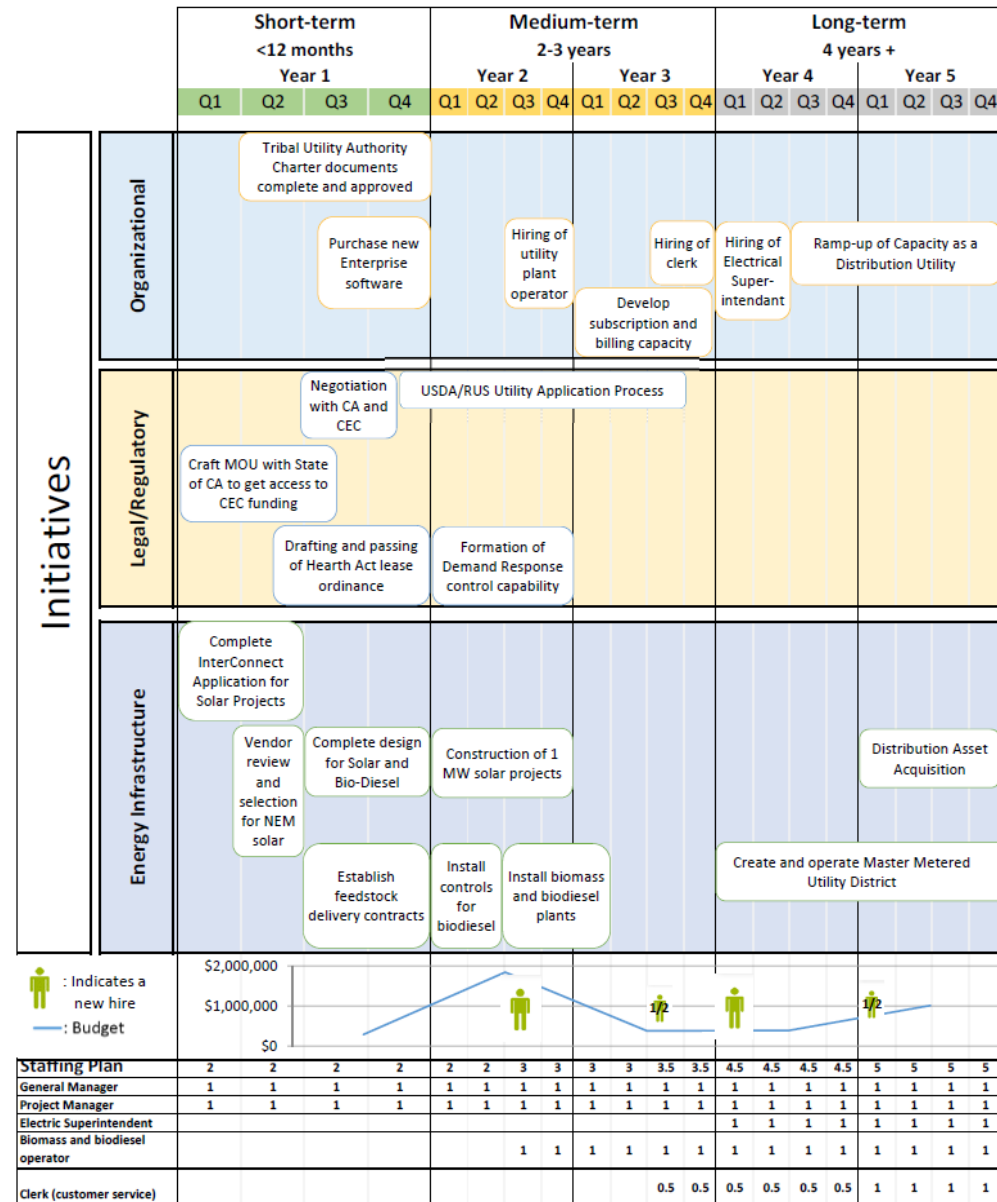 Short-term
<12 months
Year 1
Medium-term
2-3 years
Year 2 Year 3
Long-term
4 years +
Year 4 Year 5
Q1 Q2 Q3 Q4 Q1 Q2 Q3 Q4 Q1 Q2 Q3 Q4 Q1 Q2 Q3 Q4 Q1 Q2 Q3 Q4
Initiatives
Organizational
Tribal Utility Authority
Charter documents
complete and approved
Purchase new
Enterprise
software
Hiring of
utility
plant
operator
Hiring of
clerk
Develop
subscription and
billing capacity
Hiring of
Electrical
Super-
intendant
Ramp-up of Capacity as a
Distribution Utility
Legal/Regulatory
Negotiation
with CA and
CEC
USDA/RUS Utility Application Process
Craft MOU with State
of CA to get access to
CEC funding
Drafting and passing
of Hearth Act lease
ordinance
Formation of
Demand Response
control capability
Energy Infrastructure
Complete
InterConnect
Application for
Solar Projects
Vendor
review
and
selection
for NEM
solar
Complete design
for Solar and
Bio-Diesel
Construction of 1
MW solar projects
Distribution Asset
Acquisition
Establish
feedstock
delivery contracts
Install
controls
for
biodiesel
Install biomass
and biodiesel
plants
Create and operate Master Metered
Utility District
: Indicates a
new hire
: Budget
$2,000,000
$1,000,000
$0
1/2
1/2
Staffing Plan 2 2 2 2 2 2 3 3 3 3 3.5 3.5 4.5 4.5 4.5 4.5 5 5 5 5
General Manager 1 1 1 1 1 1 1 1 1 1 1 1 1 1 1 1 1 1 1 1
Project Manager 1 1 1 1 1 1 1 1 1 1 1 1 1 1 1 1 1 1 1 1
Electric Superintendent 1 1 1 1 1 1 1 1
Biomass and biodiesel
operator 1 1 1 1 1 1 1 1 1 1 1 1 1 1
Clerk (customer service) 0.5 0.5 0.5 0.5 0.5 0.5 1 1 1 1